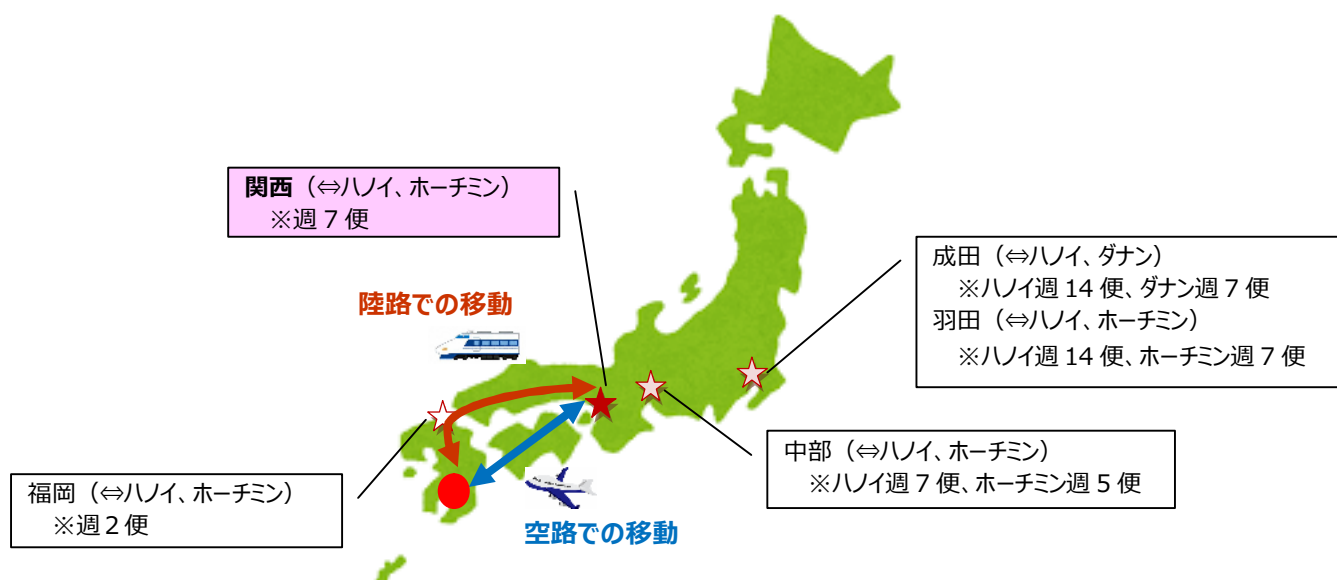 関西（⇔ハノイ、ホーチミン）
※週 7 便
陸路での移動
成田（⇔ハノイ、ダナン）
※ハノイ週 14 便、ダナン週 7 便
羽田（⇔ハノイ、ホーチミン）
※ハノイ週 14 便、ホーチミン週 7 便
中部（⇔ハノイ、ホーチミン）
※ハノイ週 7 便、ホーチミン週 5 便
福岡（⇔ハノイ、ホーチミン）
※週 2 便
空路での移動